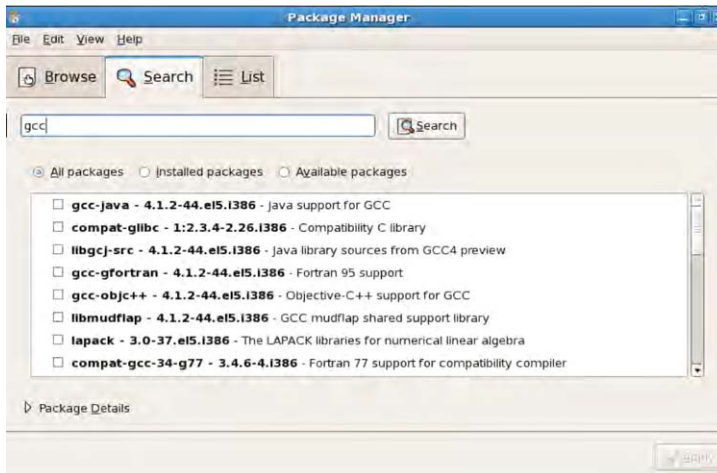 Package Manager
File Edit View Help
Browse Search List
gcc Search
All packages Installed packages Available packages
gcc-java - 4.1.2-44.el5.i386 - Java support for GCC
compat-glibc - 1:2.3.4-2.26.i386 - Compatibility C library
libgcj-src - 4.1.2-44.el5.i386 - Java library sources from GCC4 preview
gcc-gfortran - 4.1.2-44.el5.i386 - Fortran 95 support
gcc-objc++ - 4.1.2-44.el5.i386 - Objective-C++ support for GCC
libmudflap - 4.1.2-44.el5.i386 - GCC mudflap shared support library
lapack - 3.0-37.el5.i386 - The LAPACK libraries for numerical linear algebra
compat-gcc-34-g77 - 3.4.6-4.i386 - Fortran 77 support for compatibility compiler
Package Details
Apply